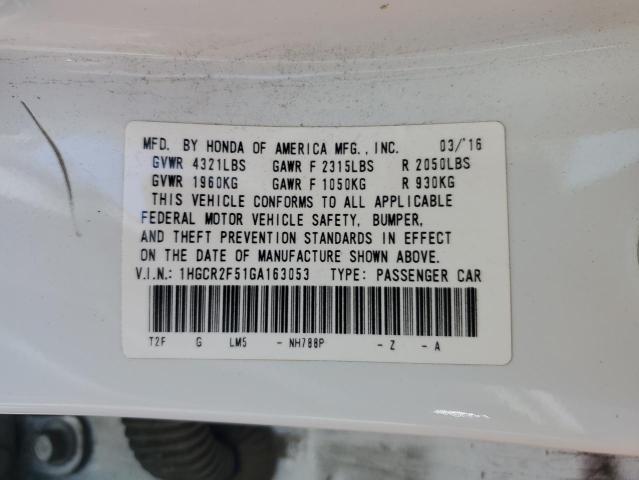 MFD. BY HONDA OF AMERICA MFG., INC. 03/'16
GVWR 4321LBS GAWR F 2315LBS R 2050LBS
GVWR 1960KG GAWR F 1050KG R 930KG
THIS VEHICLE CONFORMS TO ALL APPLICABLE
FEDERAL MOTOR VEHICLE SAFETY, BUMPER,
AND THEFT PREVENTION STANDARDS IN EFFECT
ON THE DATE OF MANUFACTURE SHOWN ABOVE.
V.I.N.: 1HGCR2F51GA163053 TYPE: PASSENGER CAR
T2F G LM5 - NH788P - Z - A